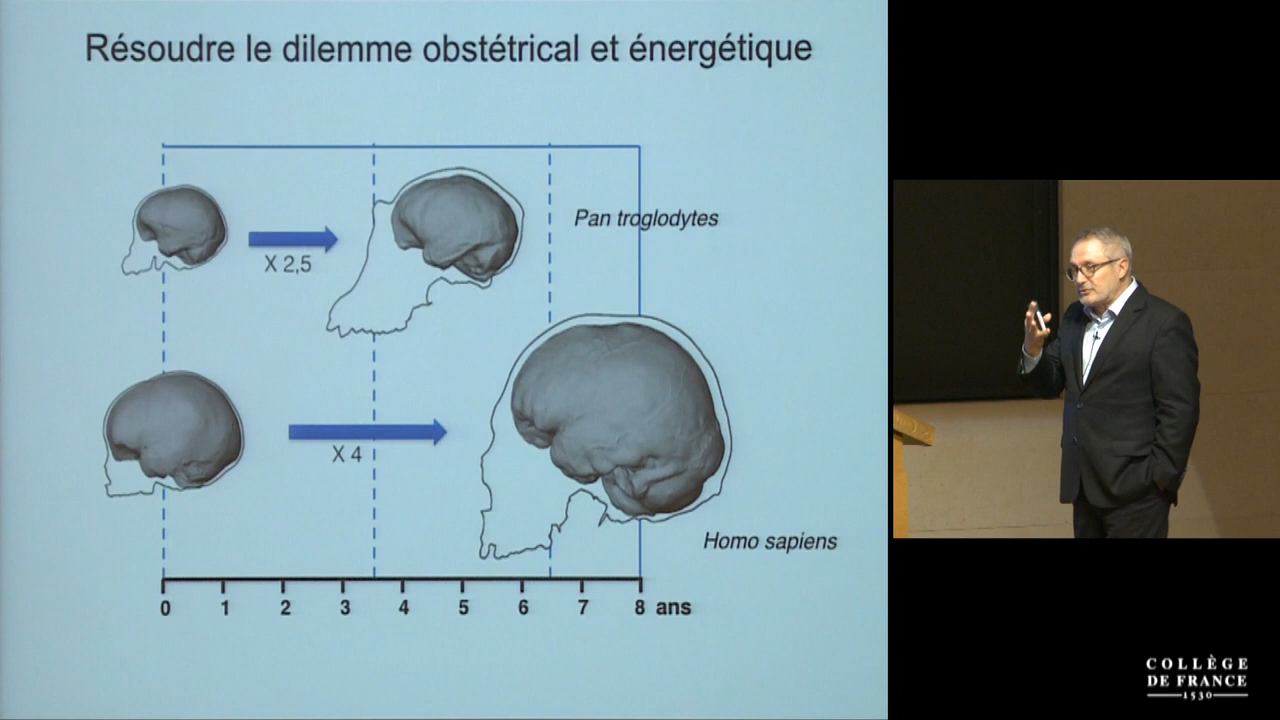 Résoudre le dilemme obstétrical et énergétique
Pan troglodytes
X 2,5
X 4
Homo sapiens
0 1 2 3 4 5 6 7 8 ans
COLLÈGE
DE FRANCE
1530